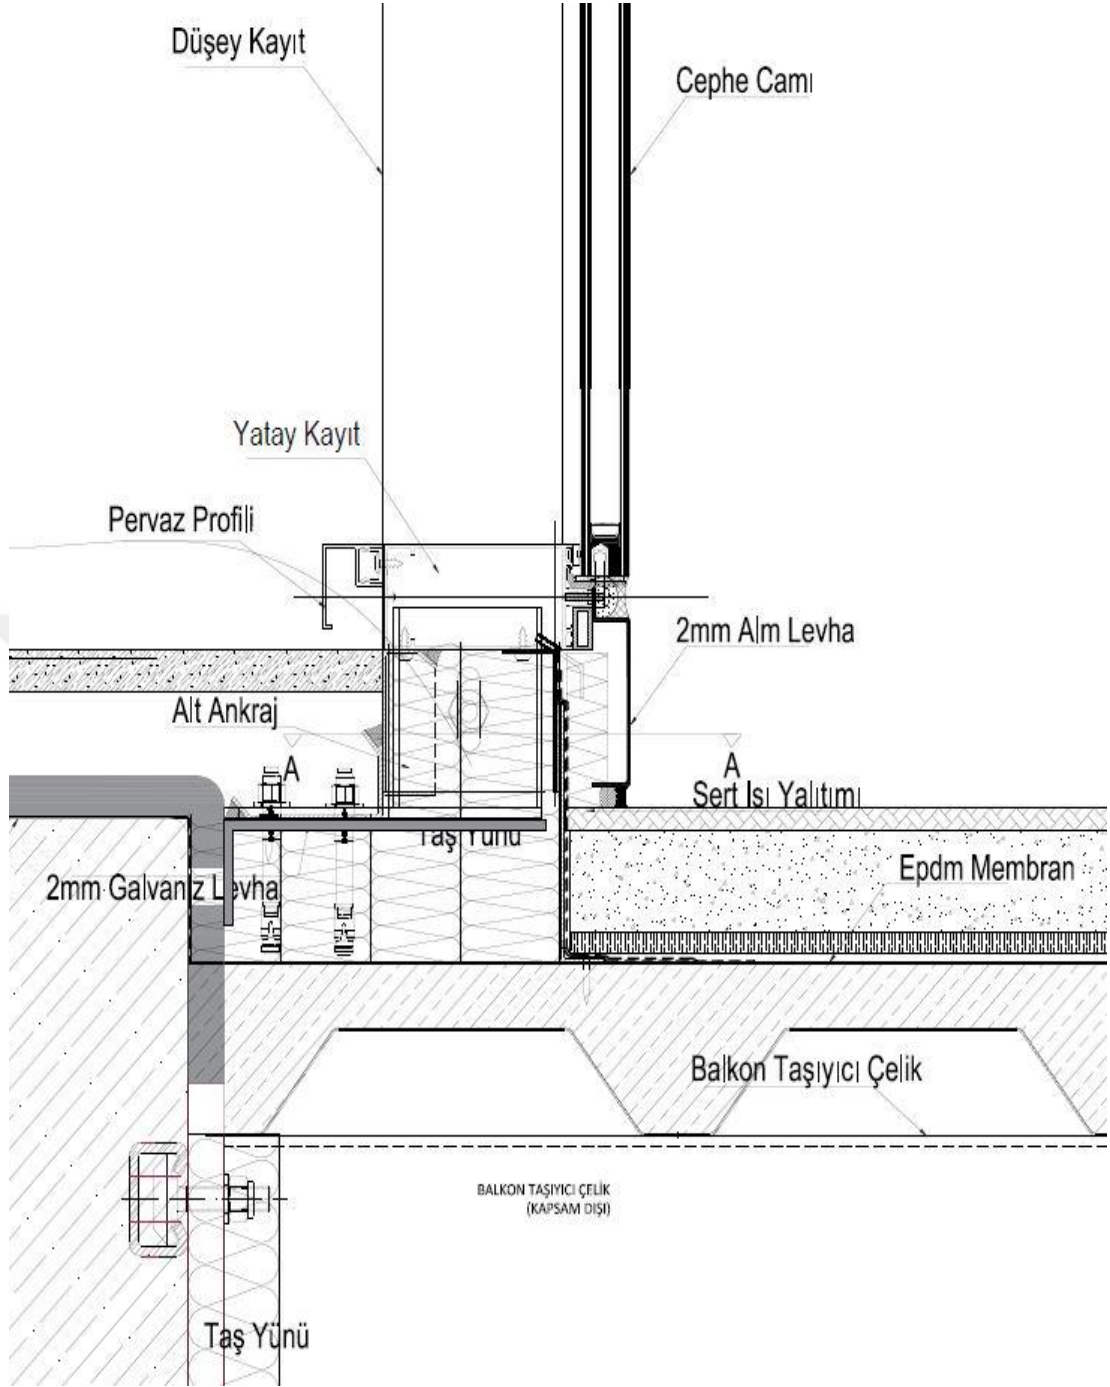 Düşey Kayıt
Cephe Camı
Yatay Kayıt
Pervaz Profili
2mm Alm Levha
Alt Ankraj
A
A
Sert Isı Yalıtımı
Taş Yünü
Epdm Membran
2mm Galvaniz Levha
Balkon Taşıyıcı Çelik
BALKON TAŞIYICI ÇELİK
(KAPSAM DIŞI)
Taş Yünü